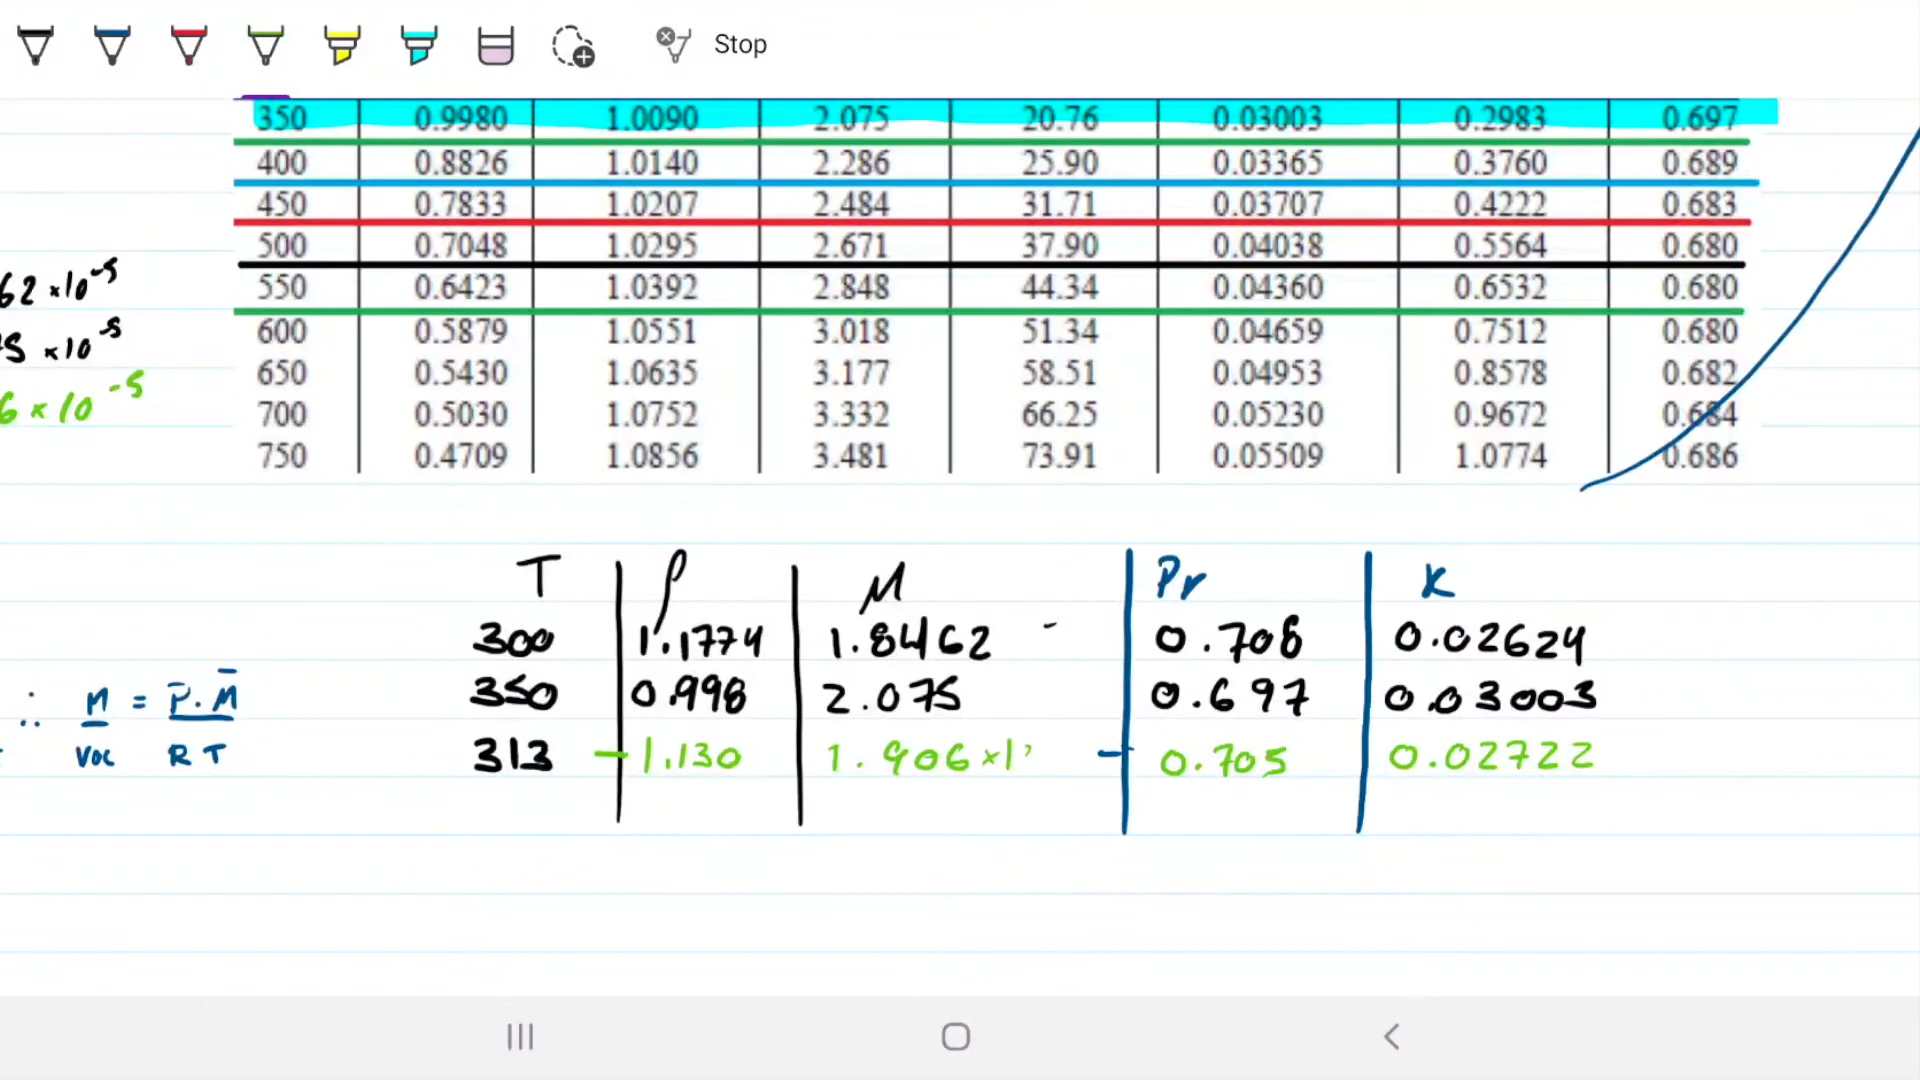 Stop
350 0.9980 1.0090 2.075 20.76 0.03003 0.2983 0.697
400 0.8826 1.0140 2.286 25.90 0.03365 0.3760 0.689
450 0.7833 1.0207 2.484 31.71 0.03707 0.4222 0.683
500 0.7048 1.0295 2.671 37.90 0.04038 0.5564 0.680
550 0.6423 1.0392 2.848 44.34 0.04360 0.6532 0.680
600 0.5879 1.0551 3.018 51.34 0.04659 0.7512 0.680
650 0.5430 1.0635 3.177 58.51 0.04953 0.8578 0.682
700 0.5030 1.0752 3.332 66.25 0.05230 0.9672 0.684
750 0.4709 1.0856 3.481 73.91 0.05509 1.0774 0.686
62 ×10⁻⁵
5 ×10⁻⁵
6 × 10⁻⁵
T ρ M Pr K
300 1.1774 1.8462 - 0.708 0.02624
350 0.998 2.075 0.697 0.03003
313 1.130 1.906 ×1 0.705 0.02722
∴ M = P̄.M̄
VOC R T